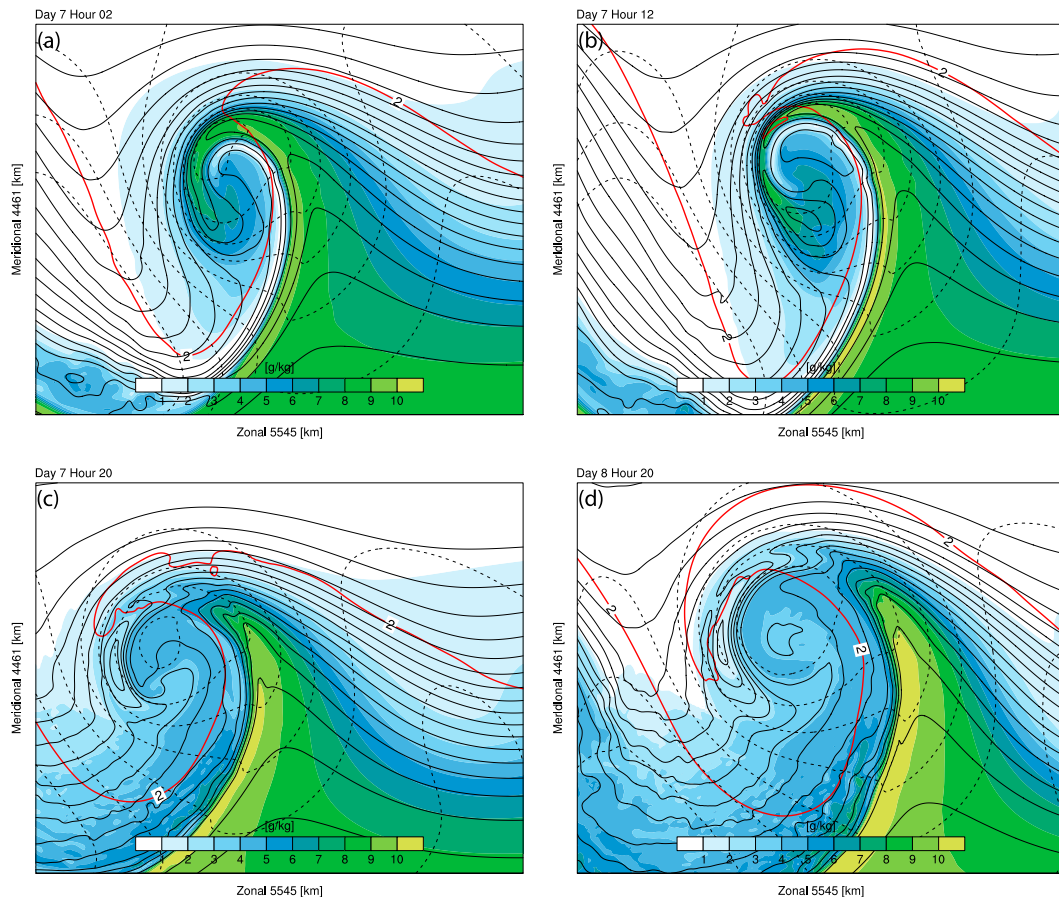 Day 7 Hour 02
(a)
2
2
Meridional 4461 [km]
[g/kg]
1 2 3 4 5 6 7 8 9 10
Zonal 5545 [km]
Day 7 Hour 12
(b)
2
2
2
Meridional 4461 [km]
[g/kg]
1 2 3 4 5 6 7 8 9 10
Zonal 5545 [km]
Day 7 Hour 20
(c)
2
2
Meridional 4461 [km]
[g/kg]
1 2 3 4 5 6 7 8 9 10
Zonal 5545 [km]
Day 8 Hour 20
(d)
2
2
2
Meridional 4461 [km]
[g/kg]
1 2 3 4 5 6 7 8 9 10
Zonal 5545 [km]